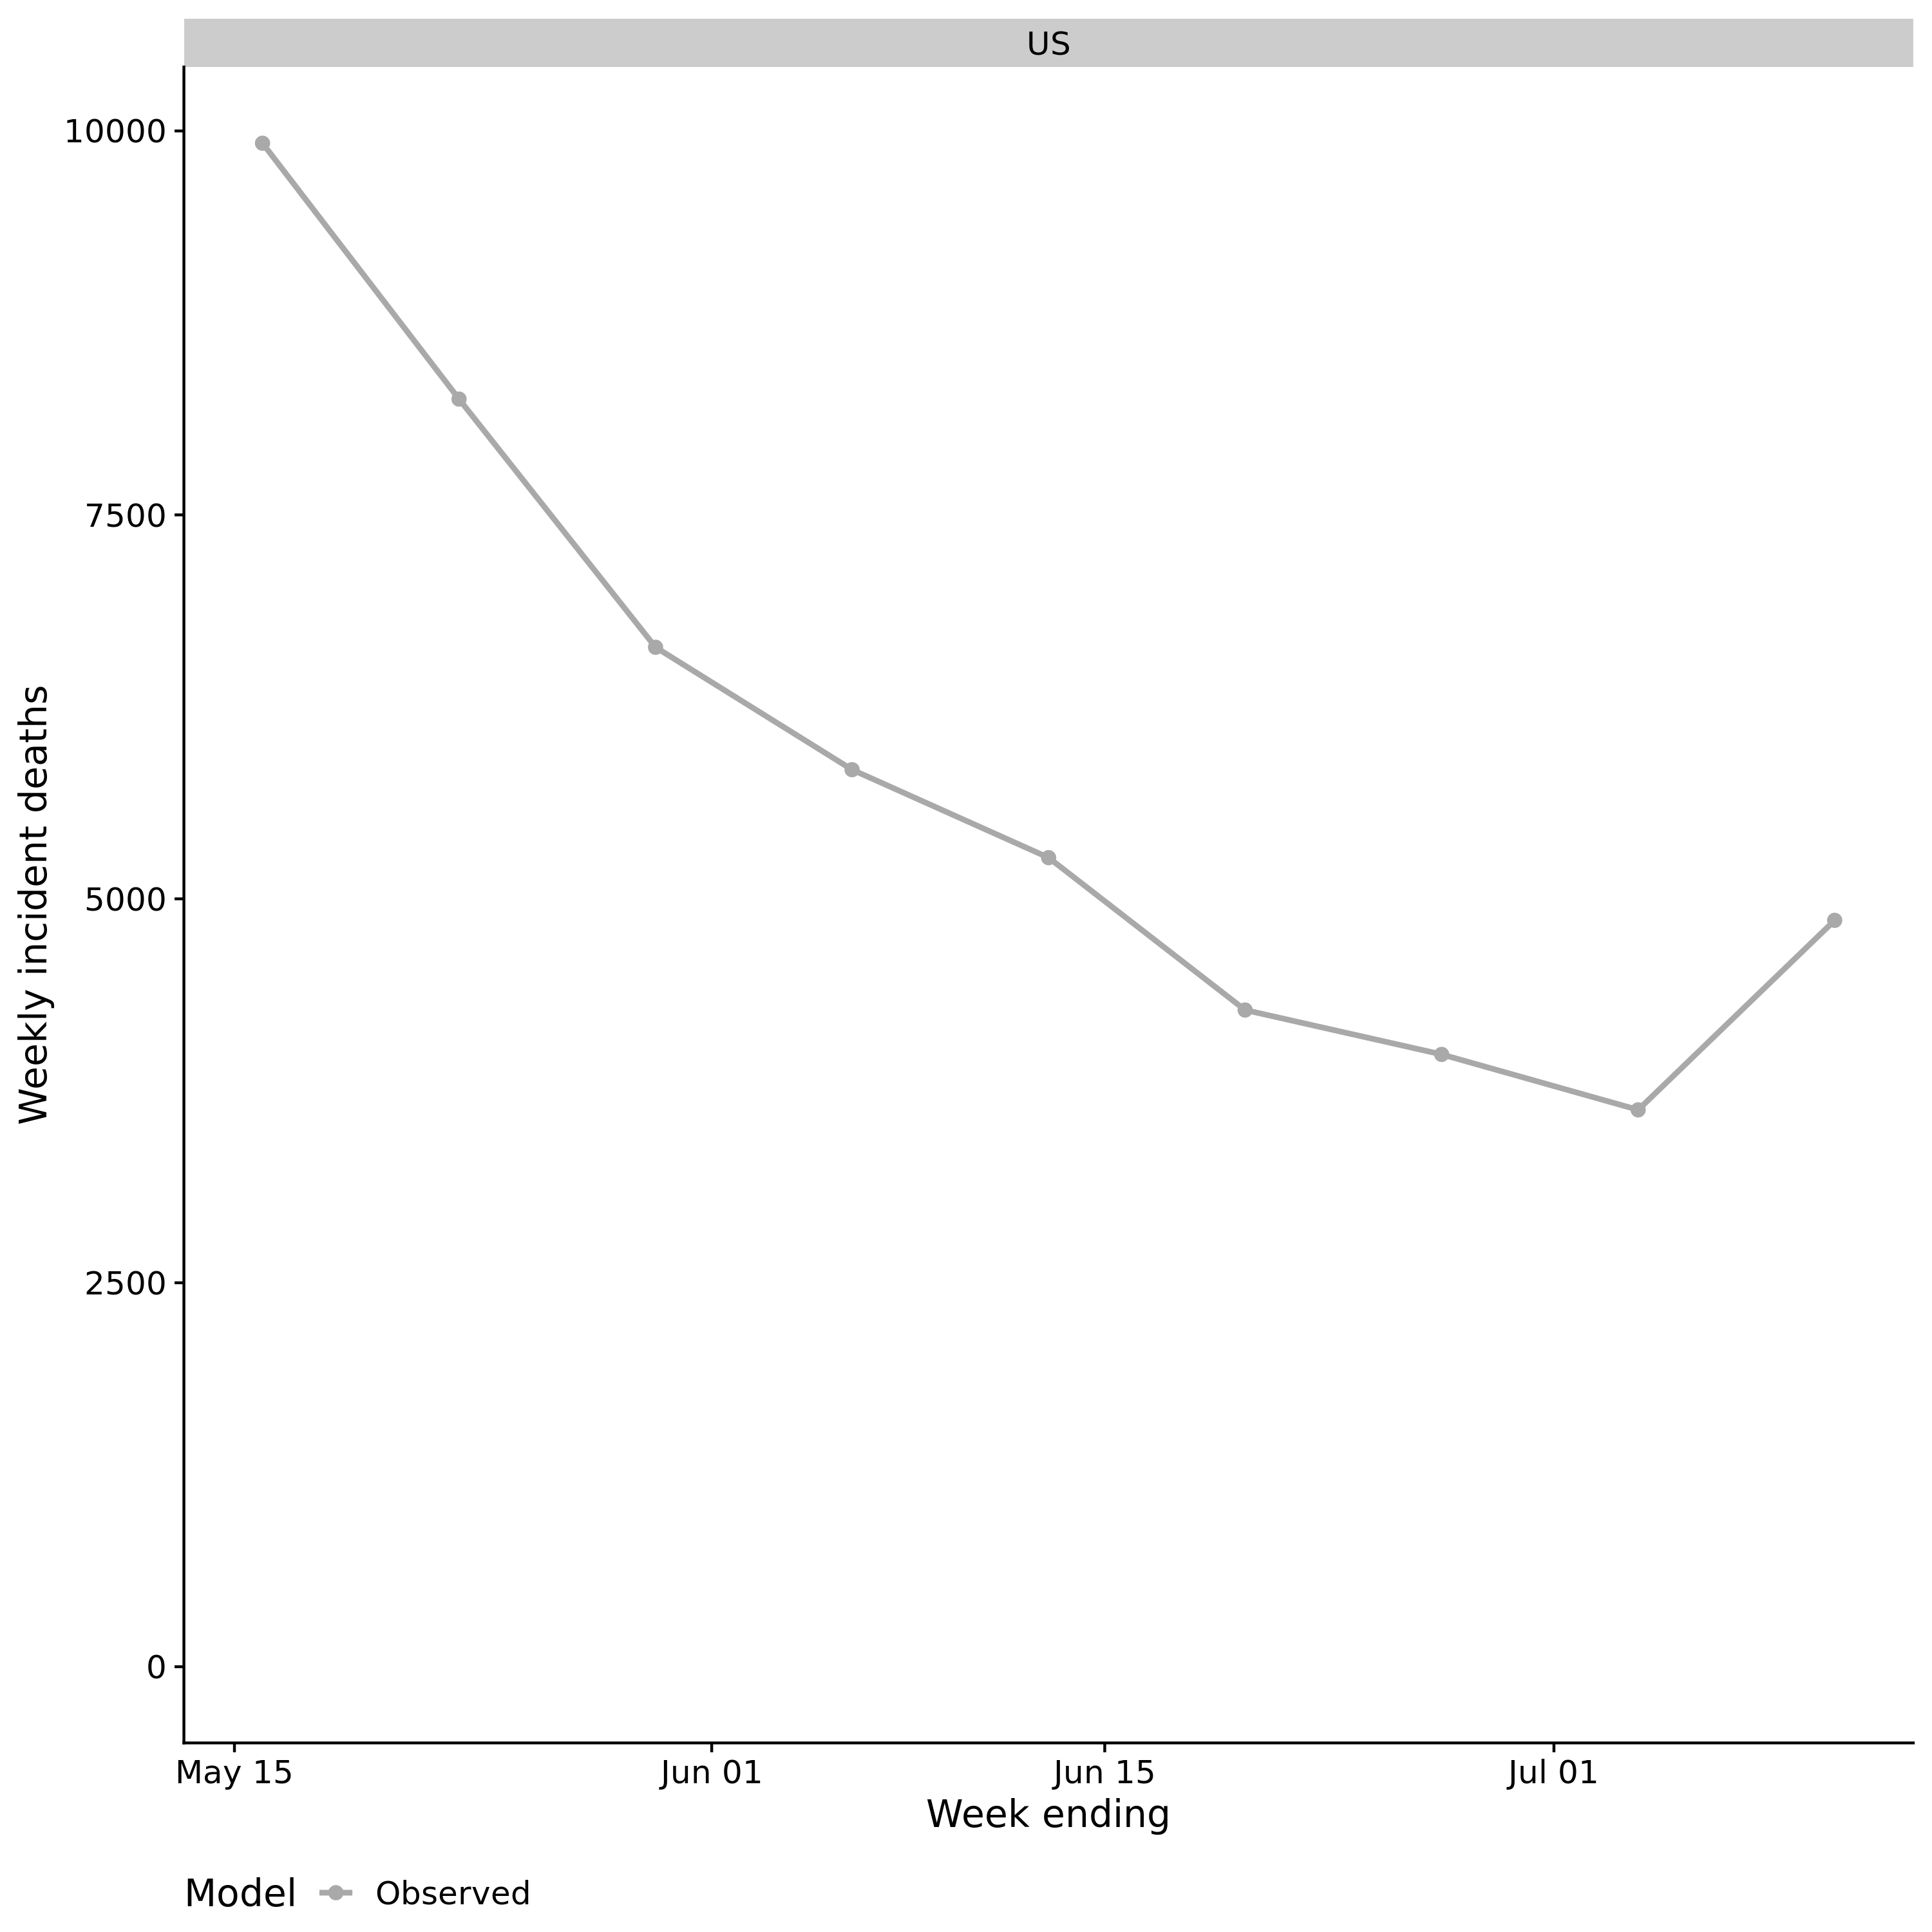 US
10000
7500
5000
2500
0
Weekly incident deaths
May 15 Jun 01 Jun 15 Jul 01
Week ending
Model Observed